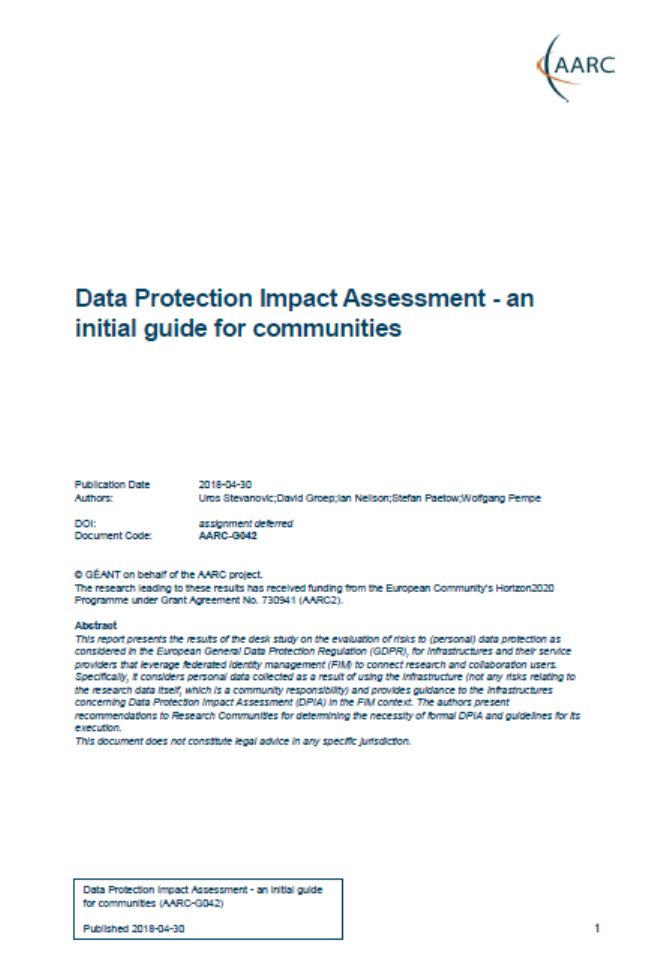 AARC
Data Protection Impact Assessment - an
initial guide for communities
Publication Date 2018-04-30
Authors: Uros Stevanovic;David Groep;Ian Neilson;Stefan Paetow;Wolfgang Pempe
DOI: assignment deferred
Document Code: AARC-G042
© GÉANT on behalf of the AARC project.
The research leading to these results has received funding from the European Community's Horizon2020
Programme under Grant Agreement No. 730941 (AARC2).
Abstract
This report presents the results of the desk study on the evaluation of risks to (personal) data protection as
considered in the European General Data Protection Regulation (GDPR), for infrastructures and their service
providers that leverage federated identity management (FIM) to connect research and collaboration users.
Specifically, it considers personal data collected as a result of using the infrastructure (not any risks relating to
the research data itself, which is a community responsibility) and provides guidance to the Infrastructures
concerning Data Protection Impact Assessment (DPIA) in the FIM context. The authors present
recommendations to Research Communities for determining the necessity of formal DPIA and guidelines for its
execution.
This document does not constitute legal advice in any specific jurisdiction.
Data Protection Impact Assessment - an initial guide
for communities (AARC-G042)
Published 2018-04-30
1